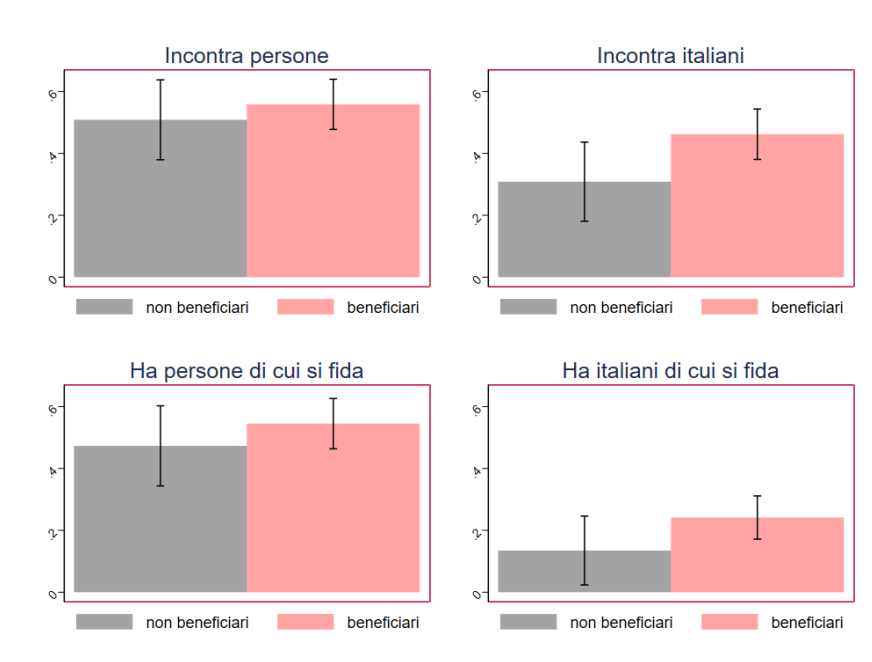 Incontra persone
.6
.4
.2
0
non beneficiari beneficiari
Incontra italiani
.6
.4
.2
0
non beneficiari beneficiari
Ha persone di cui si fida
.6
.4
.2
0
non beneficiari beneficiari
Ha italiani di cui si fida
.6
.4
.2
0
non beneficiari beneficiari